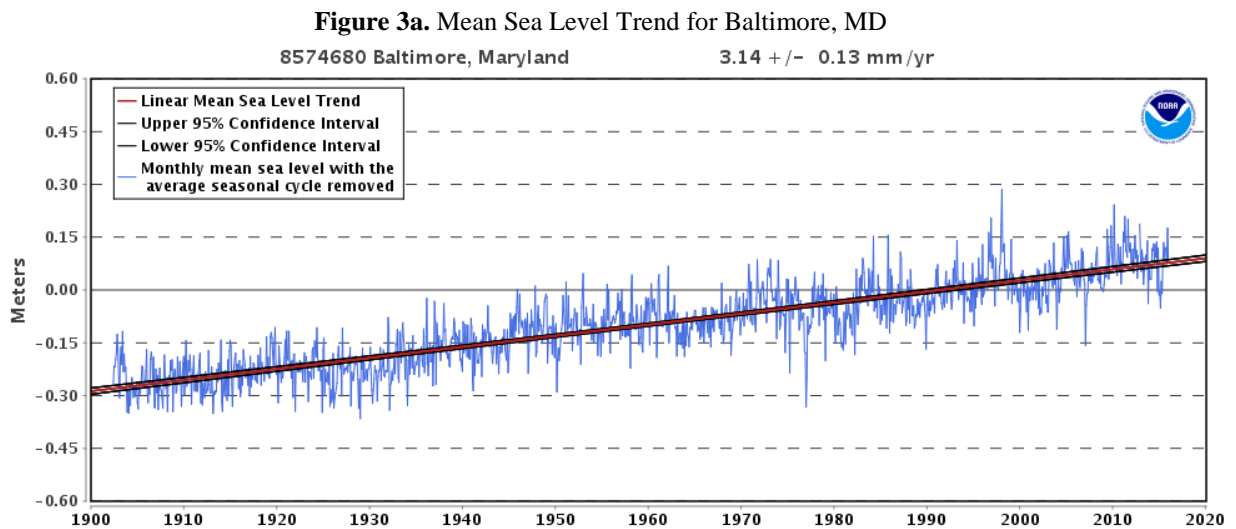 Figure 3a. Mean Sea Level Trend for Baltimore, MD
8574680 Baltimore, Maryland 3.14 +/- 0.13 mm/yr
0.60
Linear Mean Sea Level Trend
Upper 95% Confidence Interval
Lower 95% Confidence Interval
Monthly mean sea level with the
average seasonal cycle removed
NOAA
0.45
0.30
0.15
0.00
-0.15
-0.30
-0.45
-0.60
Meters
1900 1910 1920 1930 1940 1950 1960 1970 1980 1990 2000 2010 2020